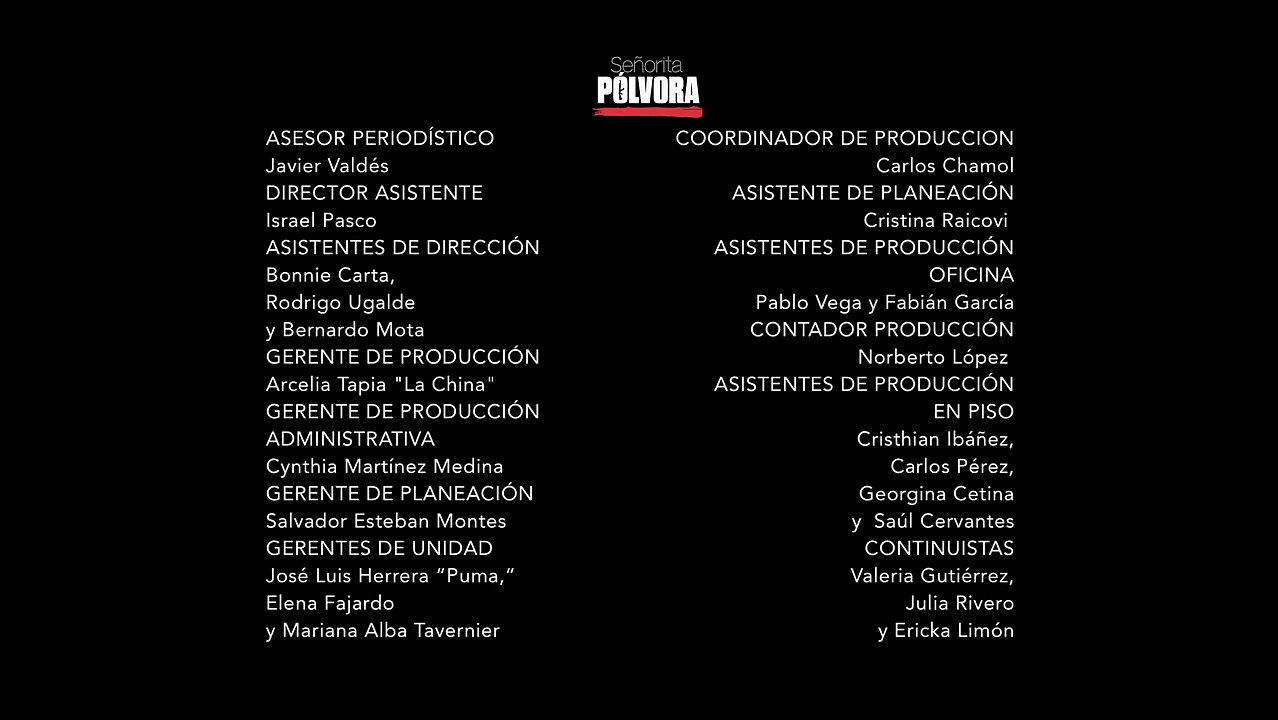 Señorita
PÓLVORA
ASESOR PERIODÍSTICO
Javier Valdés
DIRECTOR ASISTENTE
Israel Pasco
ASISTENTES DE DIRECCIÓN
Bonnie Carta,
Rodrigo Ugalde
y Bernardo Mota
GERENTE DE PRODUCCIÓN
Arcelia Tapia "La China"
GERENTE DE PRODUCCIÓN
ADMINISTRATIVA
Cynthia Martínez Medina
GERENTE DE PLANEACIÓN
Salvador Esteban Montes
GERENTES DE UNIDAD
José Luis Herrera “Puma,”
Elena Fajardo
y Mariana Alba Tavernier
COORDINADOR DE PRODUCCION
Carlos Chamol
ASISTENTE DE PLANEACIÓN
Cristina Raicovi
ASISTENTES DE PRODUCCIÓN
OFICINA
Pablo Vega y Fabián García
CONTADOR PRODUCCIÓN
Norberto López
ASISTENTES DE PRODUCCIÓN
EN PISO
Cristhian Ibáñez,
Carlos Pérez,
Georgina Cetina
y  Saúl Cervantes
CONTINUISTAS
Valeria Gutiérrez,
Julia Rivero
y Ericka Limón